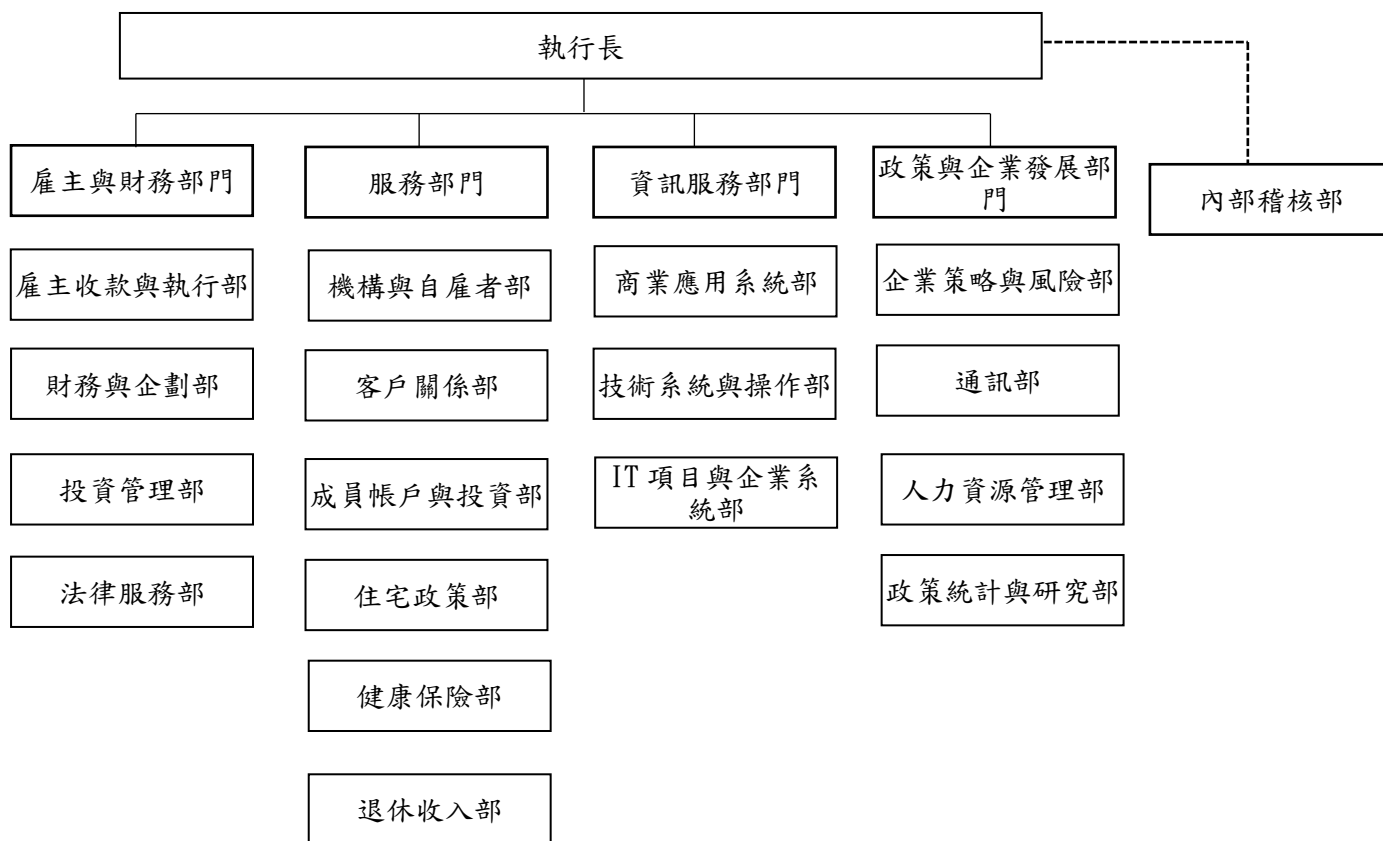 執行長
雇主與財務部門
服務部門
資訊服務部門
政策與企業發展部
門
內部稽核部
雇主收款與執行部
機構與自雇者部
商業應用系統部
企業策略與風險部
財務與企劃部
客戶關係部
技術系統與操作部
通訊部
投資管理部
成員帳戶與投資部
IT 項目與企業系
統部
人力資源管理部
法律服務部
住宅政策部
政策統計與研究部
健康保險部
退休收入部